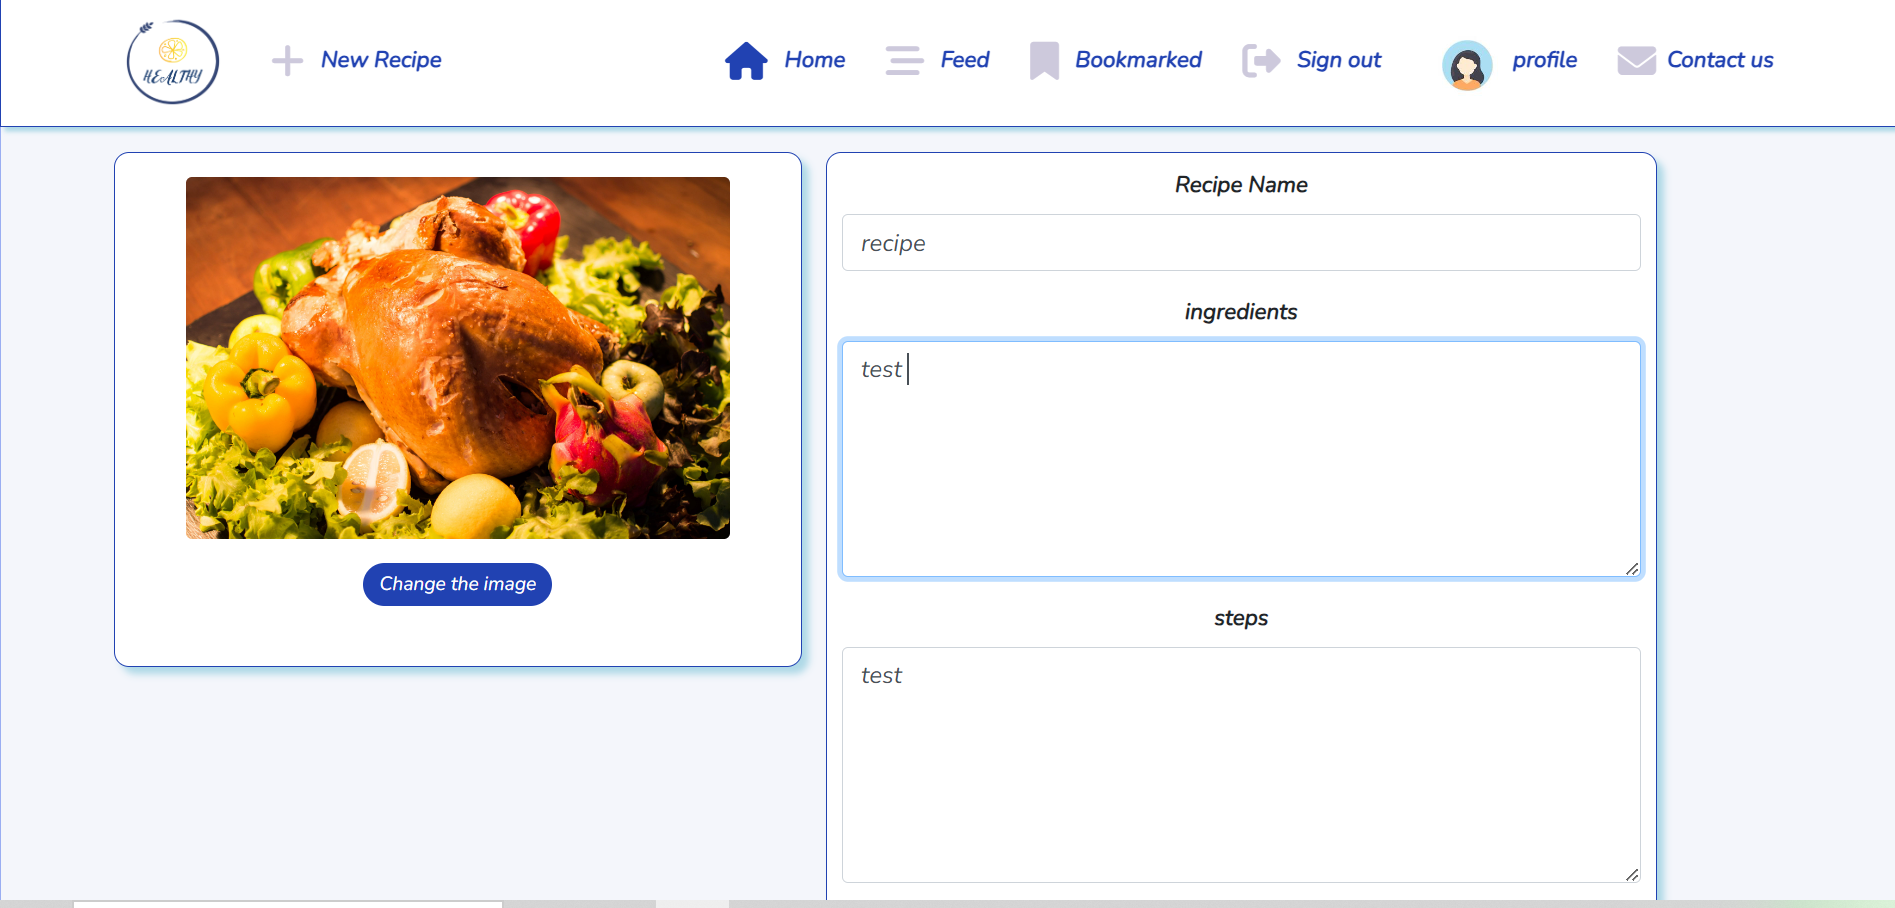 HEALTHY
New Recipe
Home
Feed
Bookmarked
Sign out
profile
Contact us
Change the image
Recipe Name
recipe
ingredients
test
steps
test